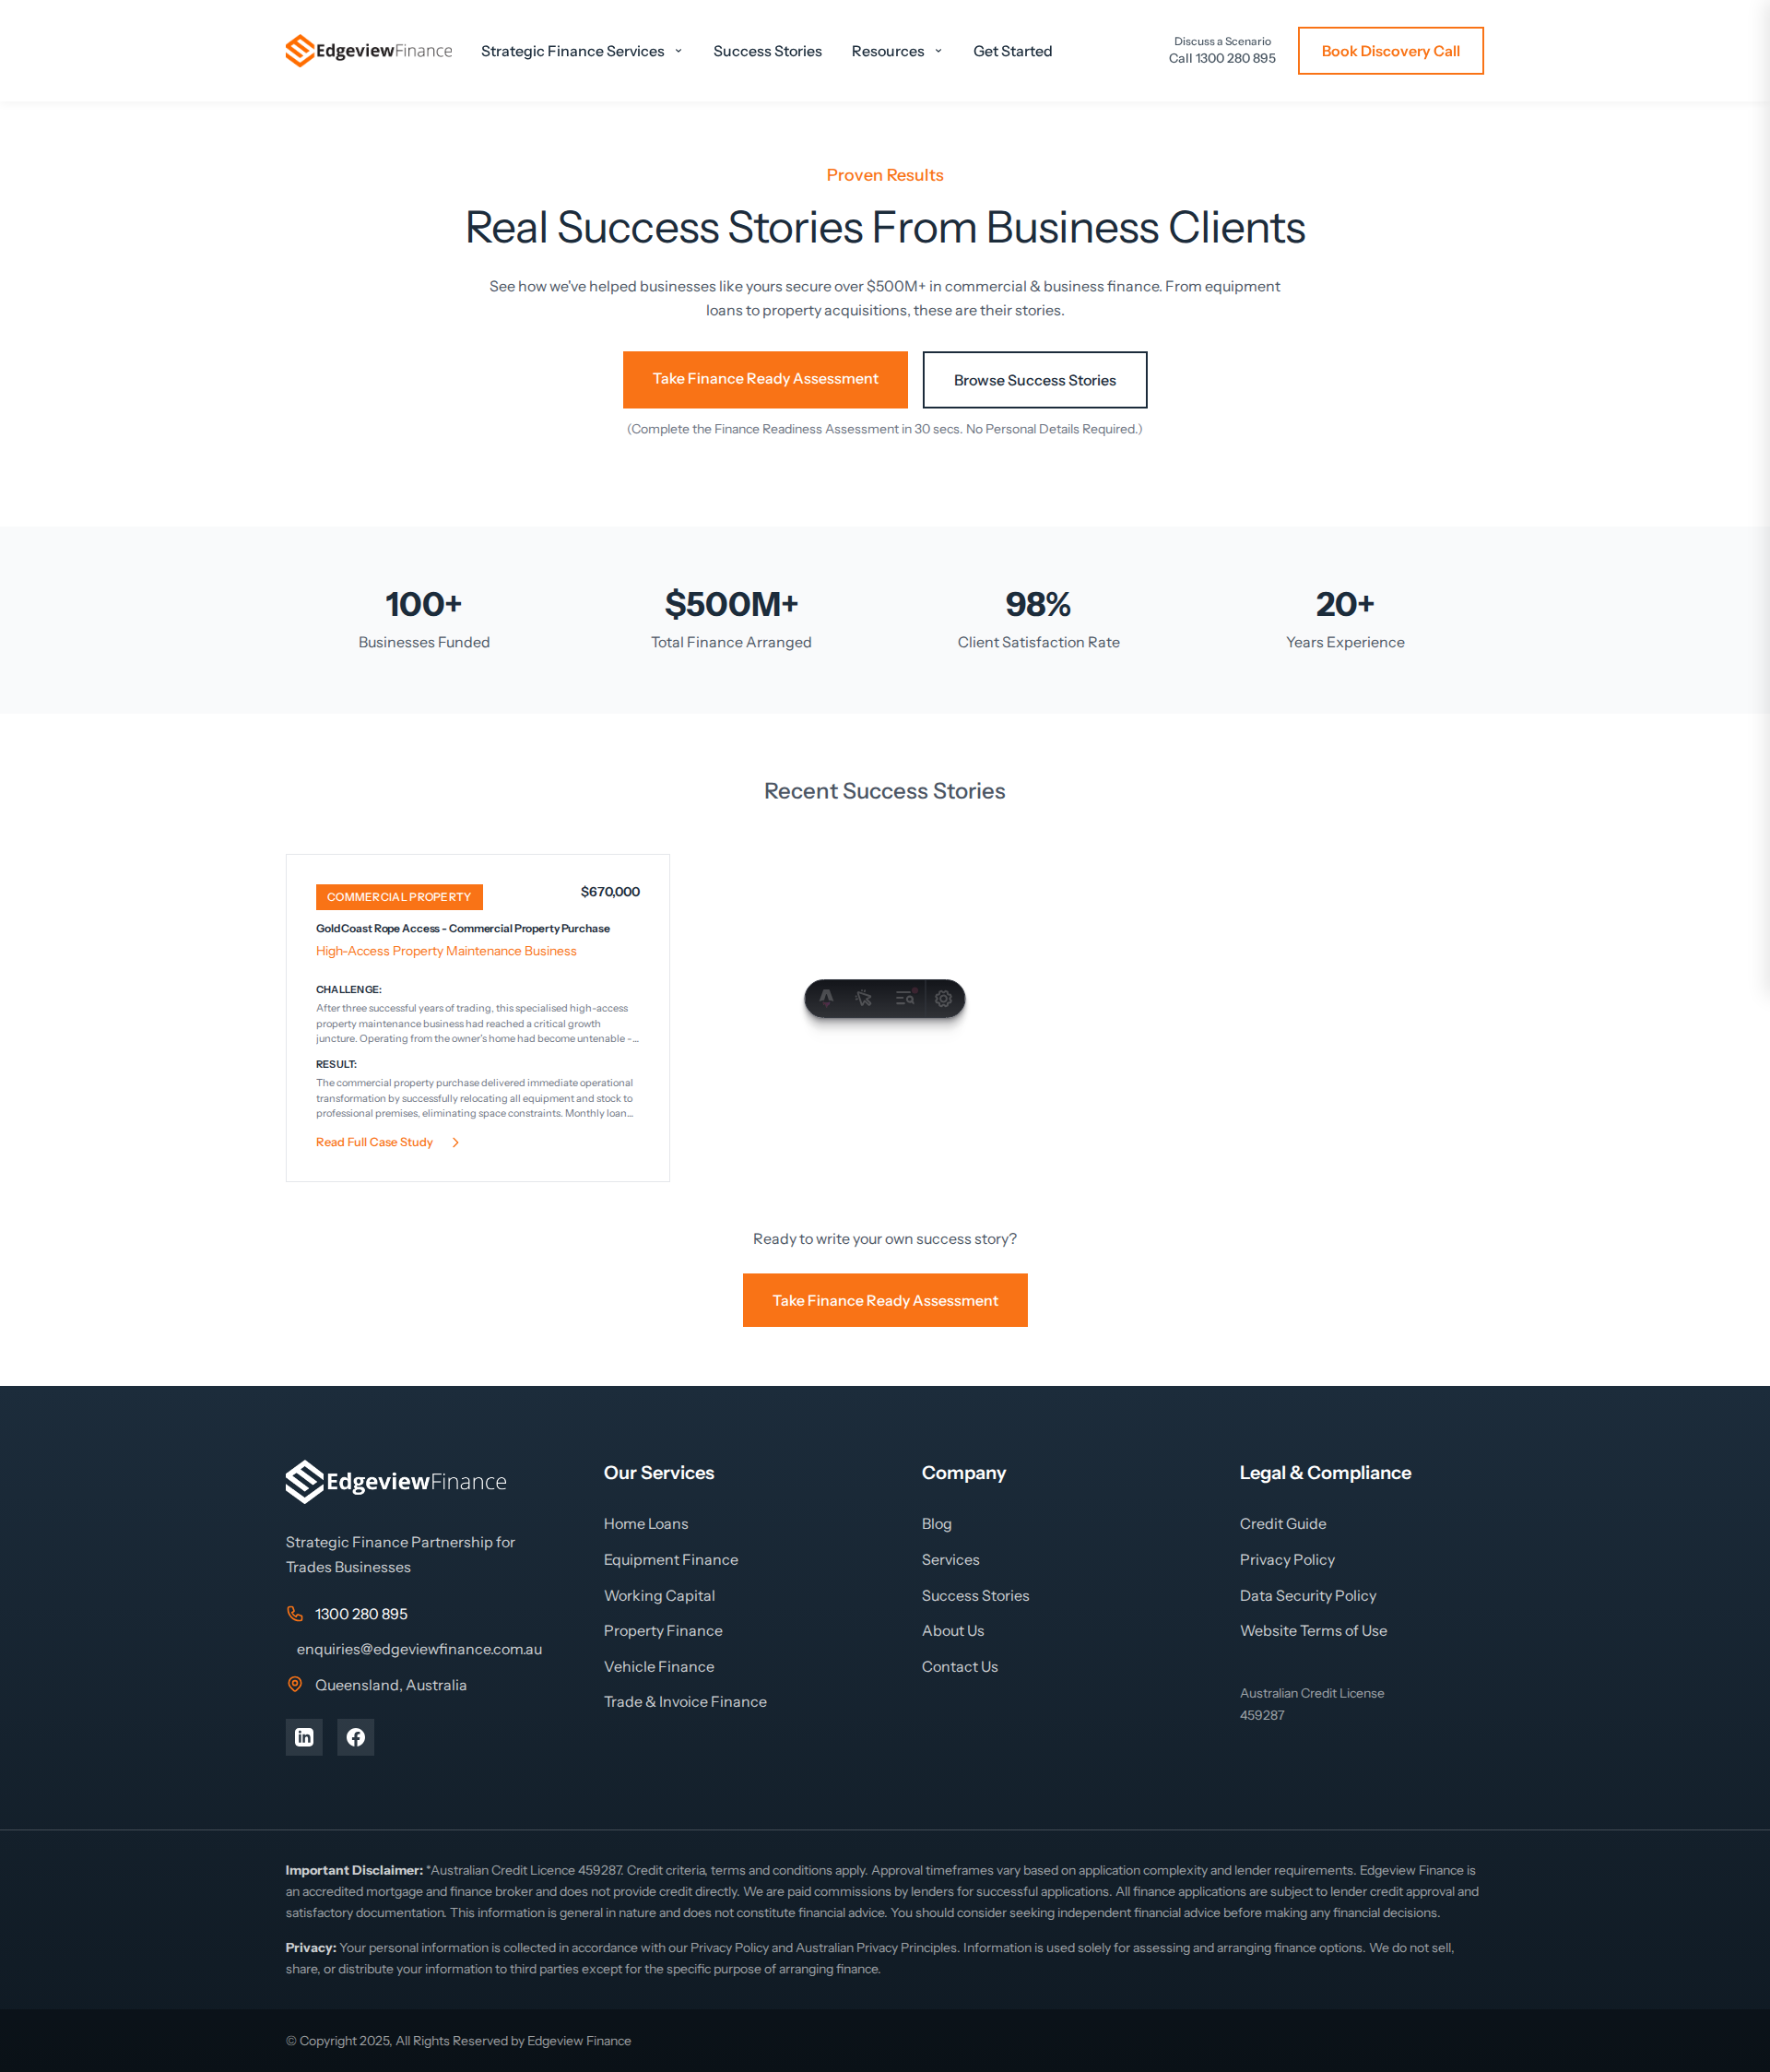 EdgeviewFinance
Strategic Finance Services
Success Stories
Resources
Get Started
Discuss a Scenario
Call 1300 280 895
Book Discovery Call
Proven Results
Real Success Stories From Business Clients
See how we've helped businesses like yours secure over $500M+ in commercial & business finance. From equipment
loans to property acquisitions, these are their stories.
Take Finance Ready Assessment
Browse Success Stories
(Complete the Finance Readiness Assessment in 30 secs. No Personal Details Required.)
100+
Businesses Funded
$500M+
Total Finance Arranged
98%
Client Satisfaction Rate
20+
Years Experience
Recent Success Stories
COMMERCIAL PROPERTY
$670,000
Gold Coast Rope Access - Commercial Property Purchase
High-Access Property Maintenance Business
CHALLENGE:
After three successful years of trading, this specialised high-access
property maintenance business had reached a critical growth
juncture. Operating from the owner's home had become untenable -...
RESULT:
The commercial property purchase delivered immediate operational
transformation by successfully relocating all equipment and stock to
professional premises, eliminating space constraints. Monthly loan...
Read Full Case Study
Ready to write your own success story?
Take Finance Ready Assessment
EdgeviewFinance
Strategic Finance Partnership for
Trades Businesses
1300 280 895
enquiries@edgeviewfinance.com.au
Queensland, Australia
Our Services
Home Loans
Equipment Finance
Working Capital
Property Finance
Vehicle Finance
Trade & Invoice Finance
Company
Blog
Services
Success Stories
About Us
Contact Us
Legal & Compliance
Credit Guide
Privacy Policy
Data Security Policy
Website Terms of Use
Australian Credit License
459287
Important Disclaimer: *Australian Credit Licence 459287. Credit criteria, terms and conditions apply. Approval timeframes vary based on application complexity and lender requirements. Edgeview Finance is
an accredited mortgage and finance broker and does not provide credit directly. We are paid commissions by lenders for successful applications. All finance applications are subject to lender credit approval and
satisfactory documentation. This information is general in nature and does not constitute financial advice. You should consider seeking independent financial advice before making any financial decisions.
Privacy: Your personal information is collected in accordance with our Privacy Policy and Australian Privacy Principles. Information is used solely for assessing and arranging finance options. We do not sell,
share, or distribute your information to third parties except for the specific purpose of arranging finance.
© Copyright 2025, All Rights Reserved by Edgeview Finance